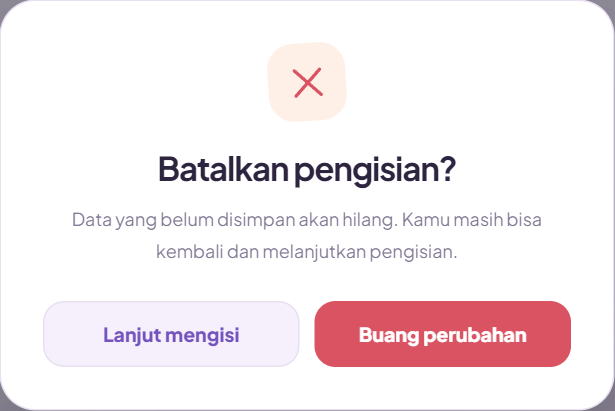 Batalkan pengisian?
Data yang belum disimpan akan hilang. Kamu masih bisa
kembali dan melanjutkan pengisian.
Lanjut mengisi
Buang perubahan